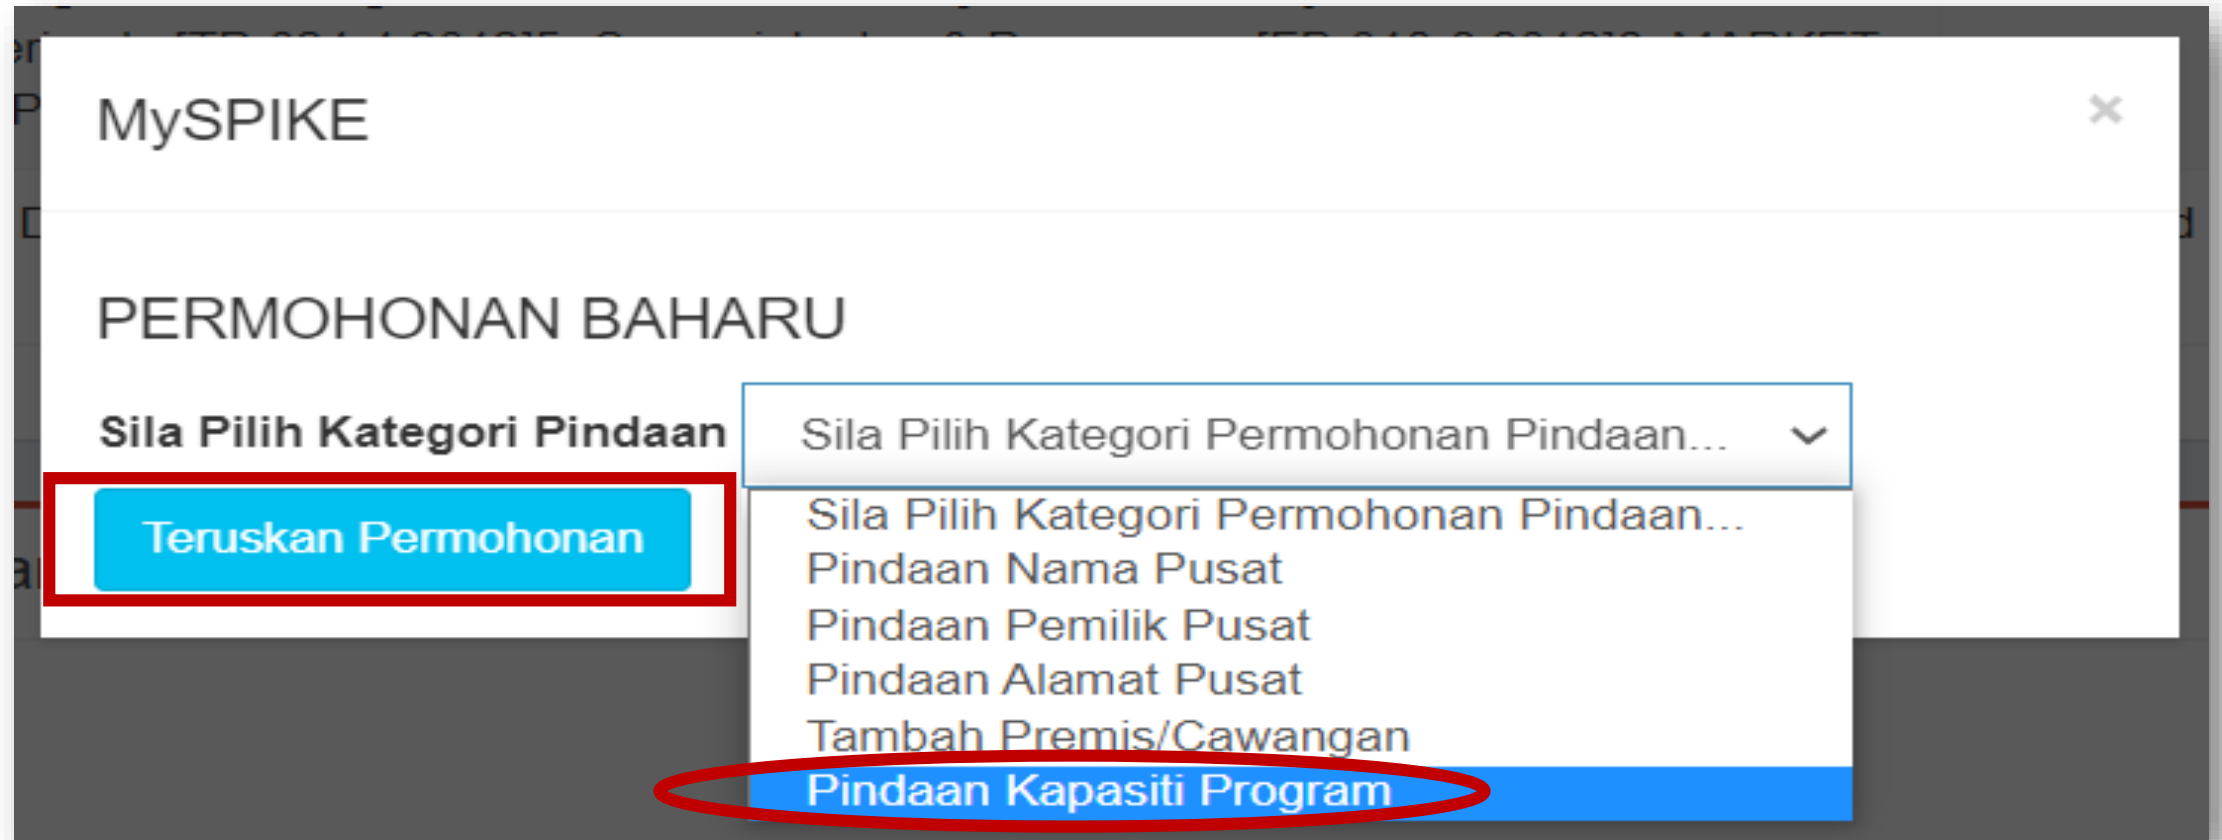 MySPIKE
×
PERMOHONAN BAHARU
Sila Pilih Kategori Pindaan
Sila Pilih Kategori Permohonan Pindaan...
Teruskan Permohonan
Sila Pilih Kategori Permohonan Pindaan...
Pindaan Nama Pusat
Pindaan Pemilik Pusat
Pindaan Alamat Pusat
Tambah Premis/Cawangan
Pindaan Kapasiti Program